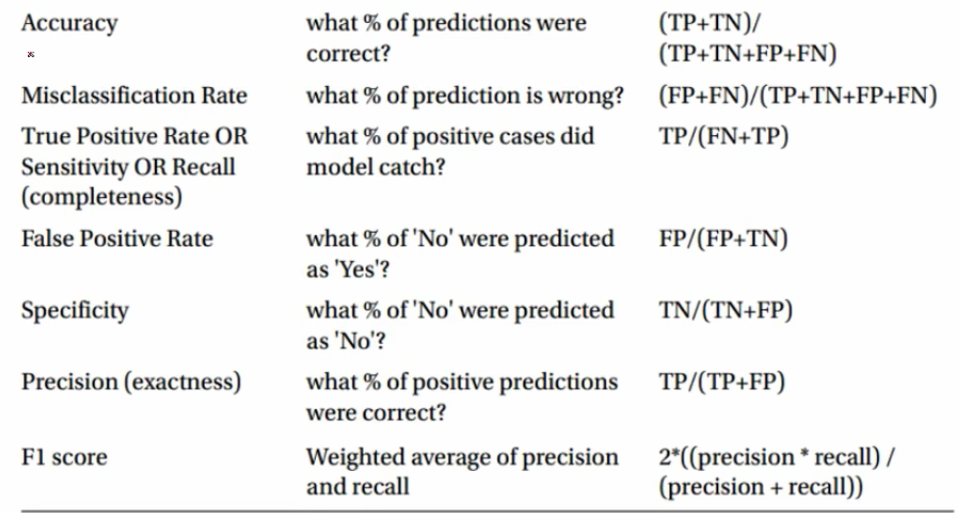 Accuracy what % of predictions were (TP+TN)/
correct? (TP+TN+FP+FN)
Misclassification Rate what % of prediction is wrong? (FP+FN)/(TP+TN+FP+FN)
True Positive Rate OR what % of positive cases did TP/(FN+TP)
Sensitivity OR Recall model catch?
(completeness)
False Positive Rate what % of 'No' were predicted FP/(FP+TN)
as 'Yes'?
Specificity what % of 'No' were predicted TN/(TN+FP)
as 'No'?
Precision (exactness) what % of positive predictions TP/(TP+FP)
were correct?
F1 score Weighted average of precision 2*((precision * recall) /
and recall (precision + recall))